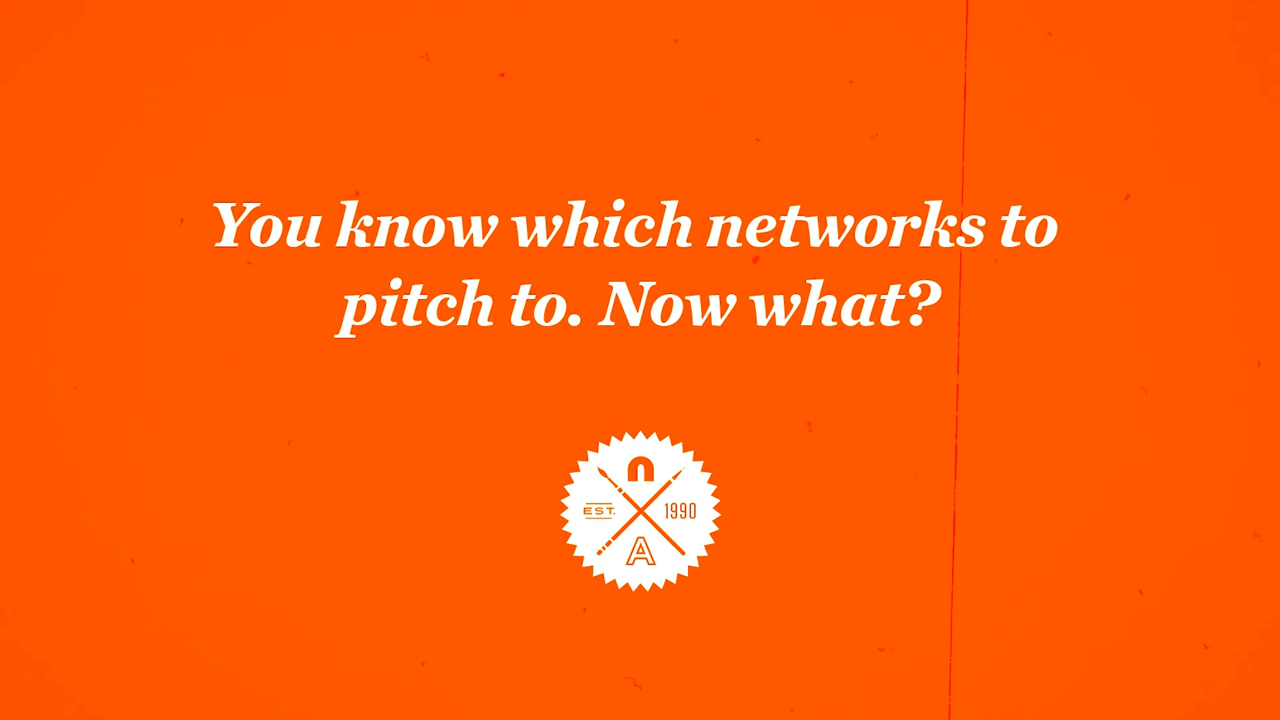 You know which networks to
pitch to. Now what?
n
EST. 1990
A